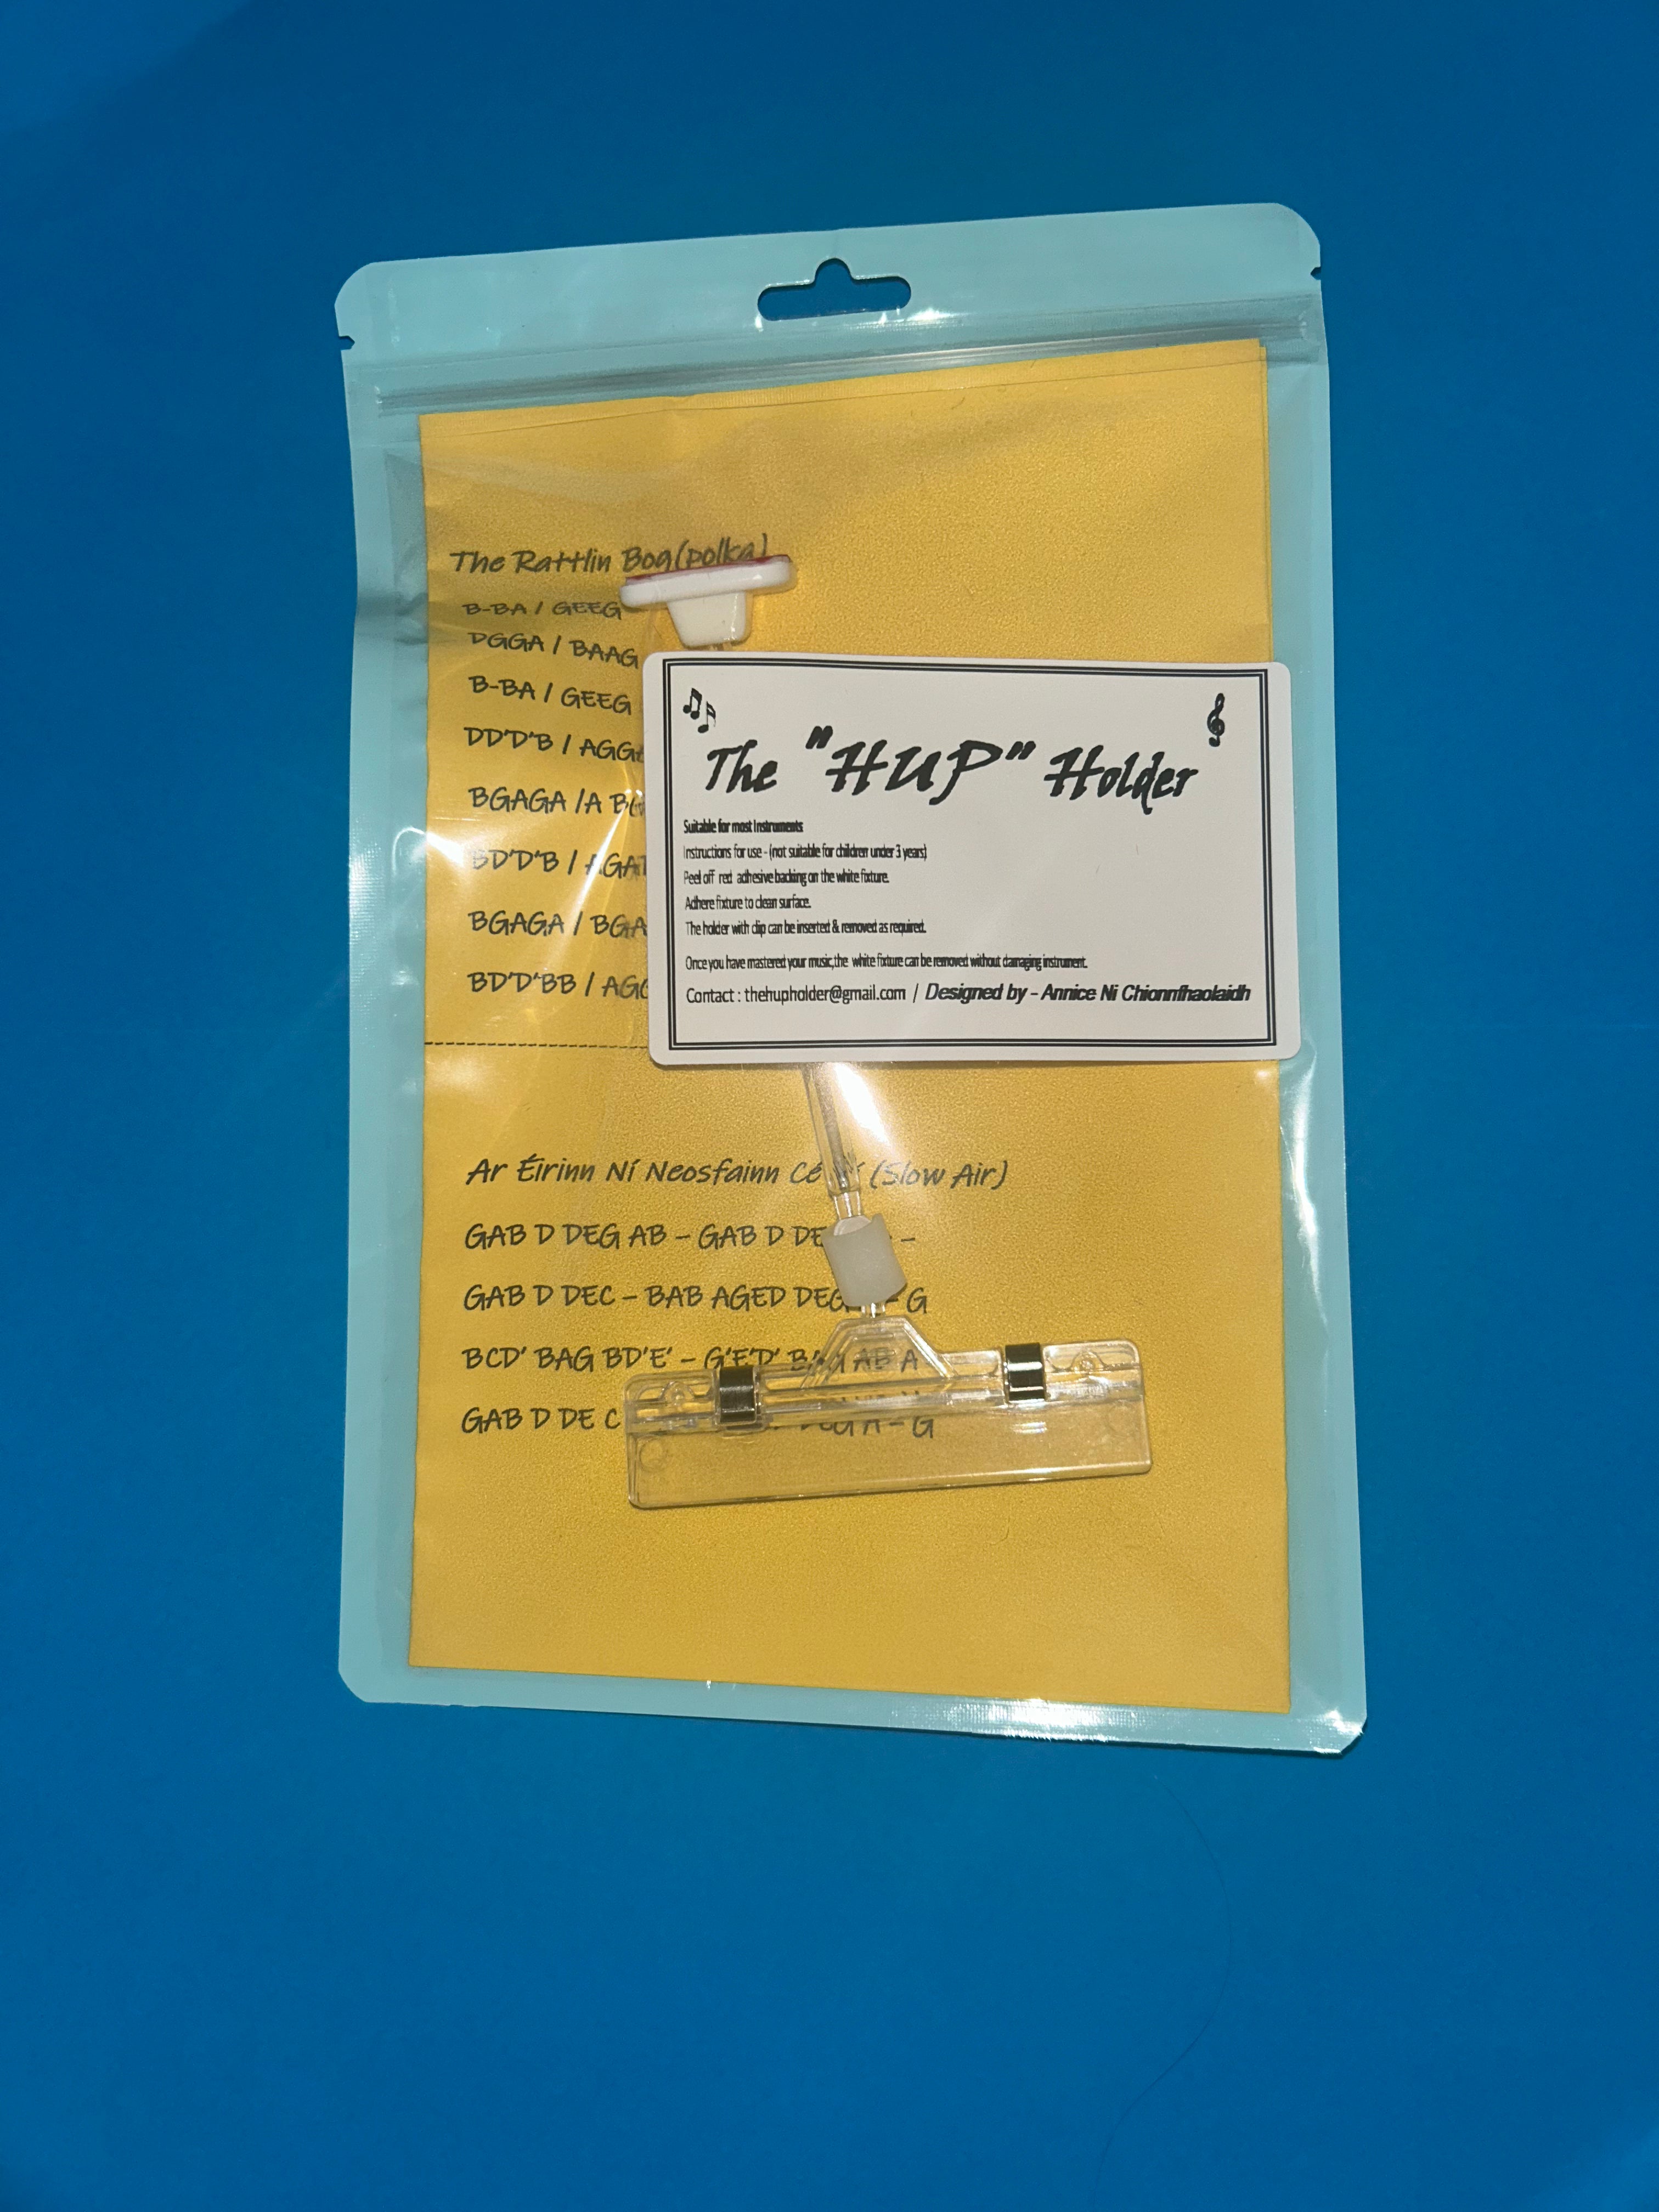 The Rattlin Bog(polka)
B-BA / GEEG
DGGA / BAAG
B-BA / GEEG
DD'D'B / AGG
BGAGA /A B
BD'D'B / AGA
BGAGA / BGA
BD'D'BB / AG
The "HUP" Holder
Suitable for most Instruments
Instructions for use - (not suitable for children under 3 years)
Peel off red adhesive backing on the white fixture.
Adhere fixture to clean surface.
The holder with clip can be inserted & removed as required.
Once you have mastered your music,the white fixture can be removed without damaging instrument.
Contact : thehupholder@gmail.com / Designed by - Annice Ni Chionnfhaolaidh
Ar Éirinn Ní Neosfainn Cé (Slow Air)
GAB D DEG AB – GAB D DE –
GAB D DEC – BAB AGED DEG – G
BCD' BAG BD'E' – G'E'D' BAG AB A
GAB D DE C DEG A – G